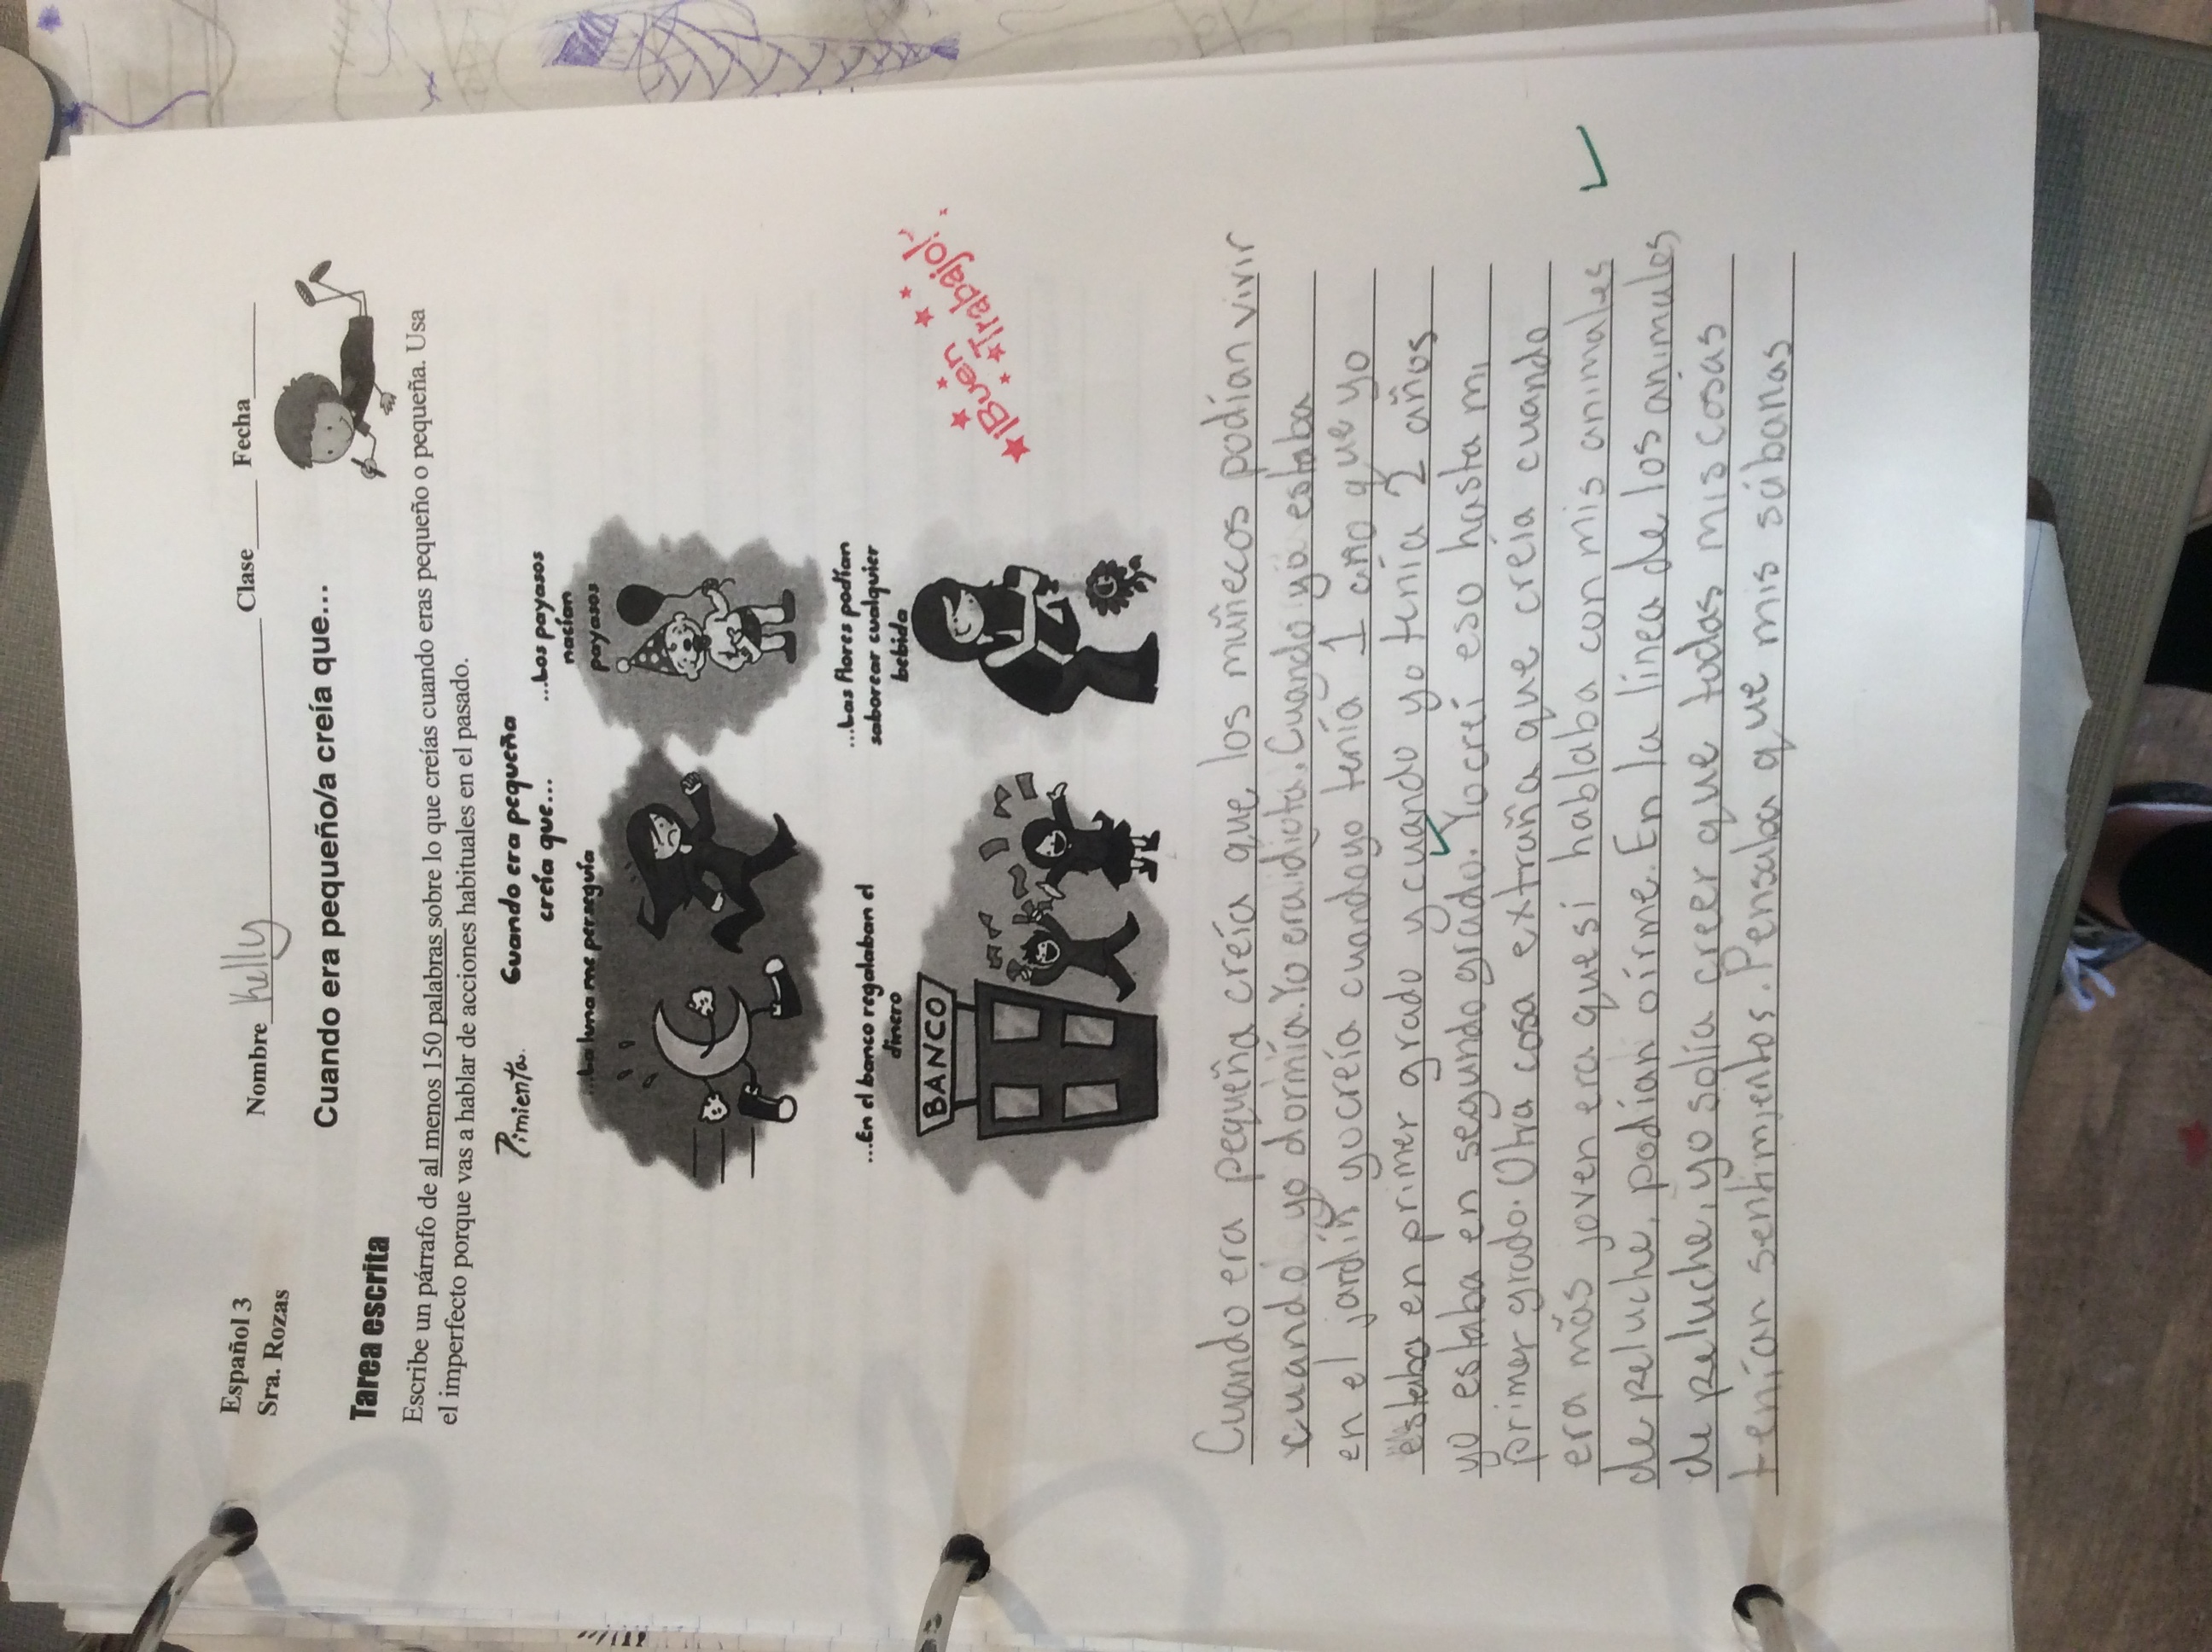 Español 3
Sra. Rozas
Nombre Kelly Clase Fecha
Cuando era pequeño/a creía que...
Tarea escrita
Escribe un párrafo de al menos 150 palabras sobre lo que creías cuando eras pequeño o pequeña. Usa
el imperfecto porque vas a hablar de acciones habituales en el pasado.
Pimienta.
Cuando era pequeña
creía que...
...La luna me perseguía
...Los payasos
nacían
payasos
...En el banco regalaban el
dinero
BANCO
...Las flores podían
saborear cualquier
bebida
¡Buen
Trabajo!
Cuando era pequeña creía que los muñecos podían vivir
cuando yo dormía. Yo era idiota. Cuando yo estaba
en el jardín yo creía cuando yo tenía 1 año que yo
estaba en primer grado y cuando yo tenía 2 años
yo estaba en segundo grado. Yo creí eso hasta mi
primer grado. Otra cosa extraña que creía cuando
era más joven era que si hablaba con mis animales
de peluche, podían oírme. En la línea de los animales
de peluche, yo solía creer que todas mis cosas
tenían sentimientos. Pensaba que mis sábanas